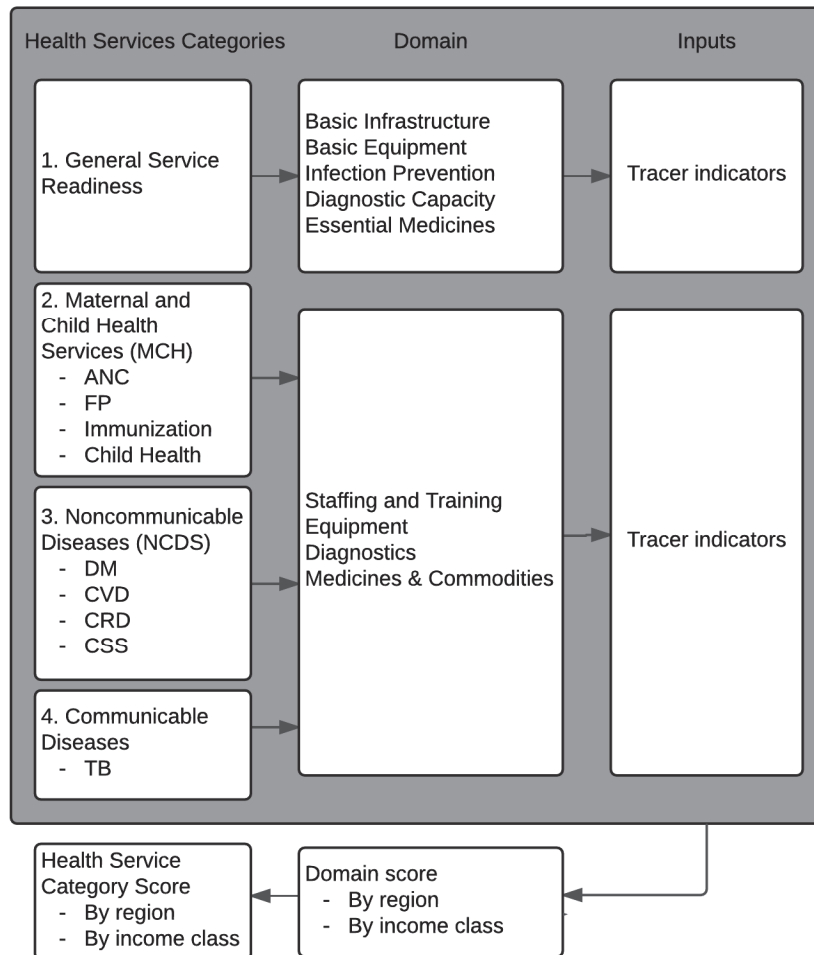 Health Services Categories
Domain
Inputs
1. General Service
Readiness
Basic Infrastructure
Basic Equipment
Infection Prevention
Diagnostic Capacity
Essential Medicines
Tracer indicators
2. Maternal and
Child Health
Services (MCH)
- ANC
- FP
- Immunization
- Child Health
3. Noncommunicable
Diseases (NCDS)
- DM
- CVD
- CRD
- CSS
4. Communicable
Diseases
- TB
Staffing and Training
Equipment
Diagnostics
Medicines & Commodities
Tracer indicators
Health Service
Category Score
- By region
- By income class
Domain score
- By region
- By income class